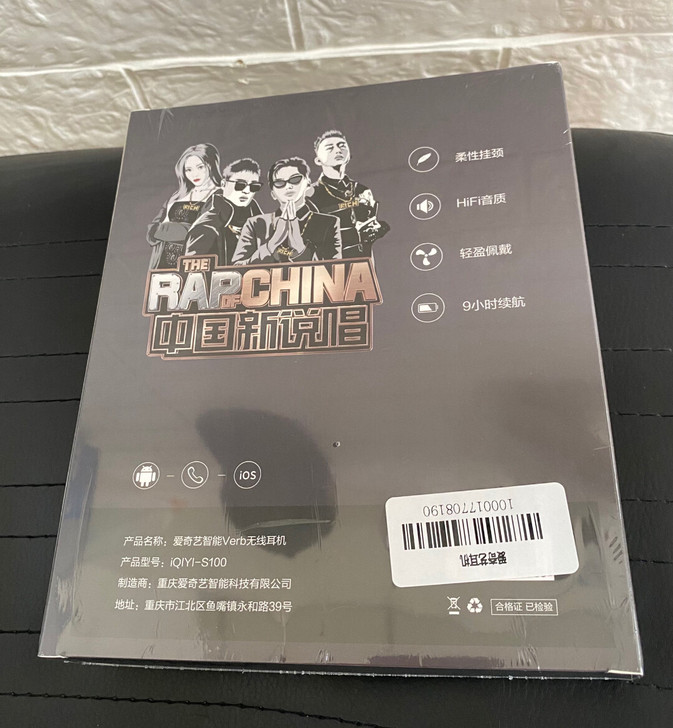 柔性挂颈
HiFi音质
轻盈佩戴
9小时续航
THE
RAP OF CHINA
中国新说唱
iOS
产品名称：爱奇艺智能Verb无线耳机
产品型号：iQIYI-S100
制造商：重庆爱奇艺智能科技有限公司
地址：重庆市江北区鱼嘴镇永和路39号
爱奇艺耳机
100017708190
合格证 已检验